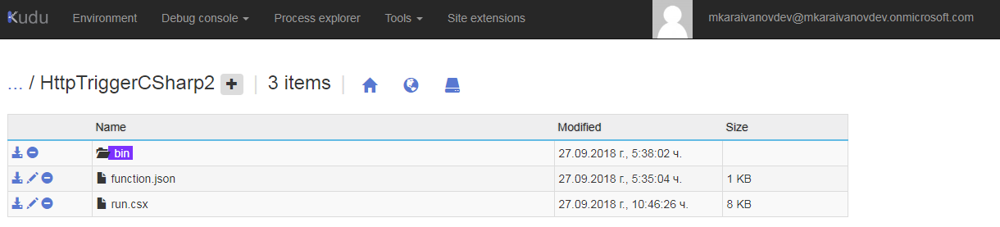 Kudu Environment Debug console Process explorer Tools Site extensions mkaraivanovdev@mkaraivanovdev.onmicrosoft.com
... / HttpTriggerCSharp2 + | 3 items |
Name Modified Size
bin 27.09.2018 г., 5:38:02 ч.
function.json 27.09.2018 г., 5:35:04 ч. 1 KB
run.csx 27.09.2018 г., 10:46:26 ч. 8 KB